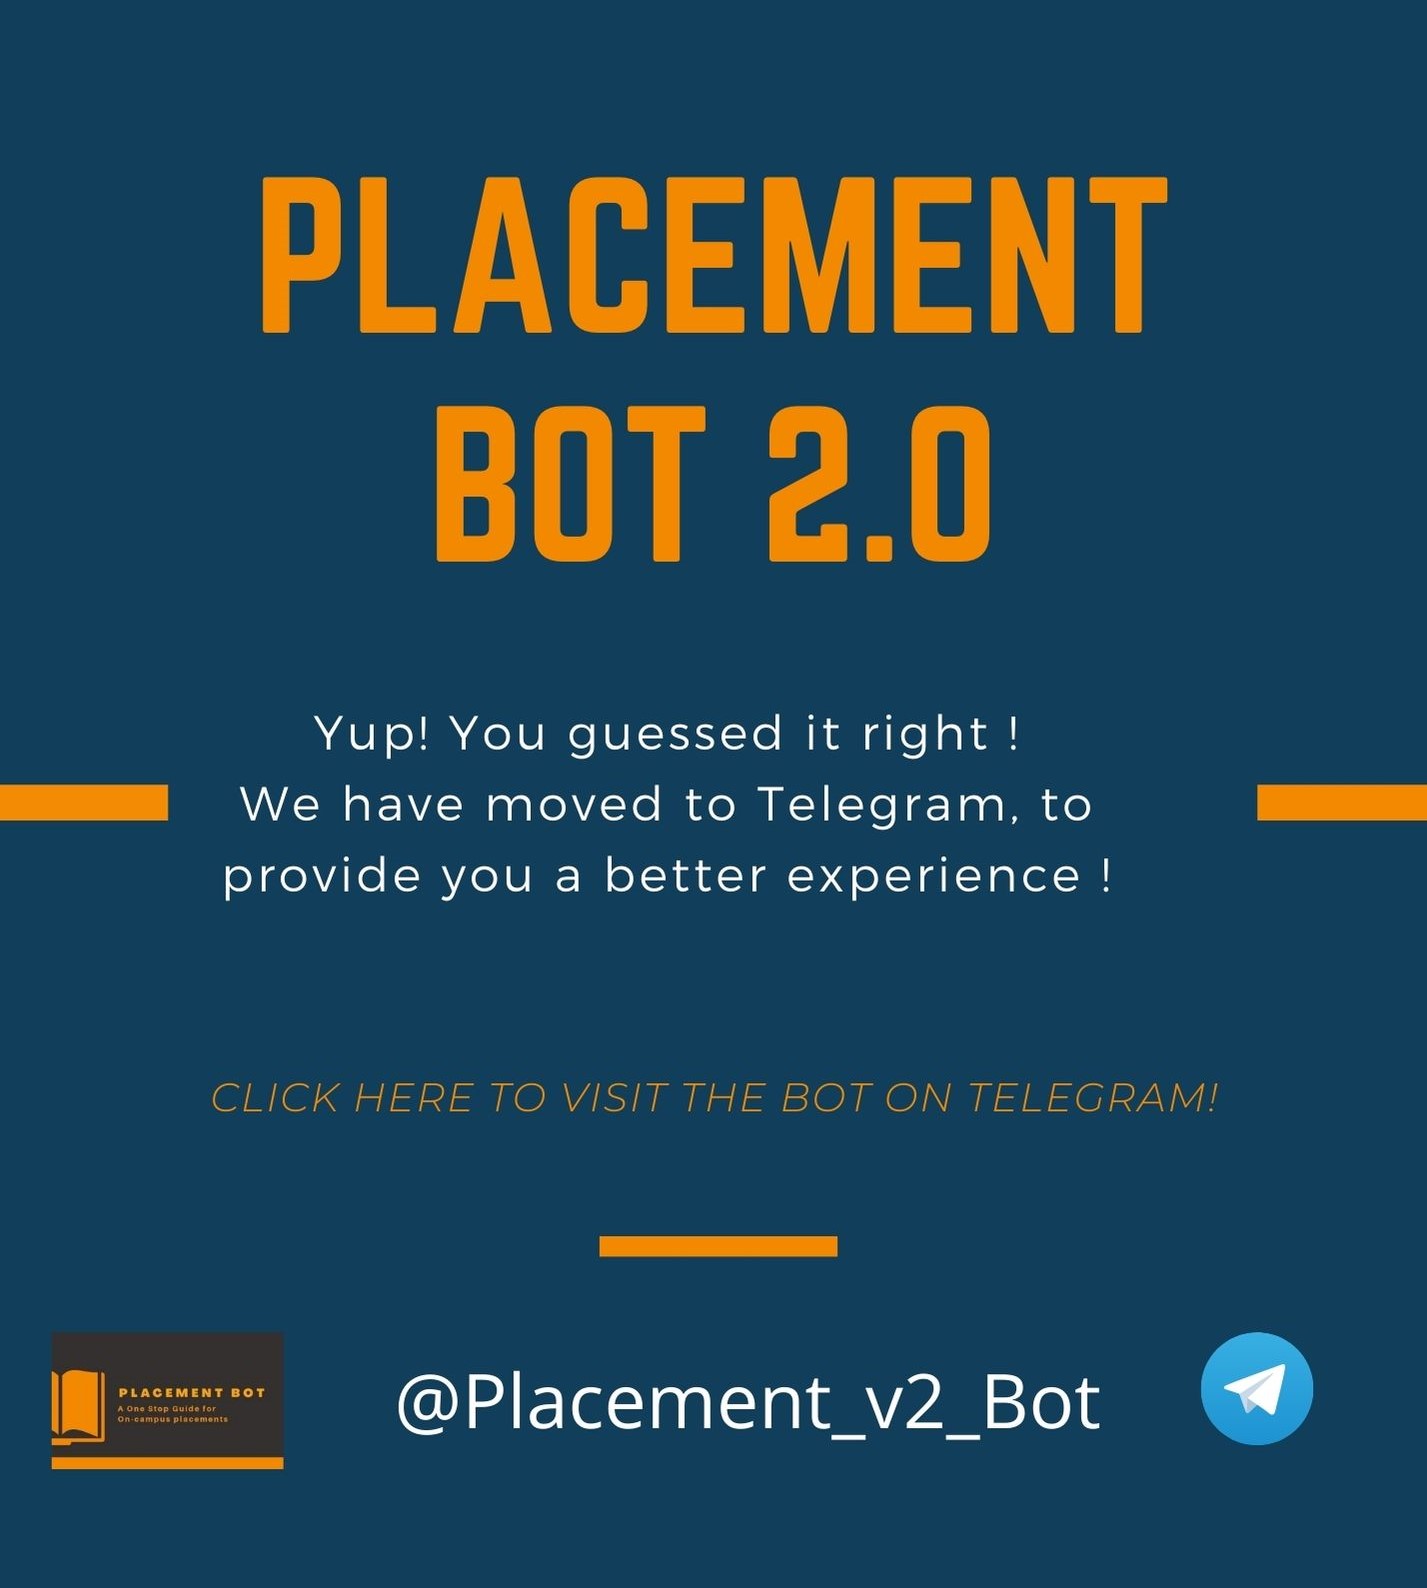 PLACEMENT
BOT 2.0
Yup! You guessed it right !
We have moved to Telegram, to
provide you a better experience !
CLICK HERE TO VISIT THE BOT ON TELEGRAM!
PLACEMENT BOT
A One Stop Guide for
On-campus placements
@Placement_v2_Bot